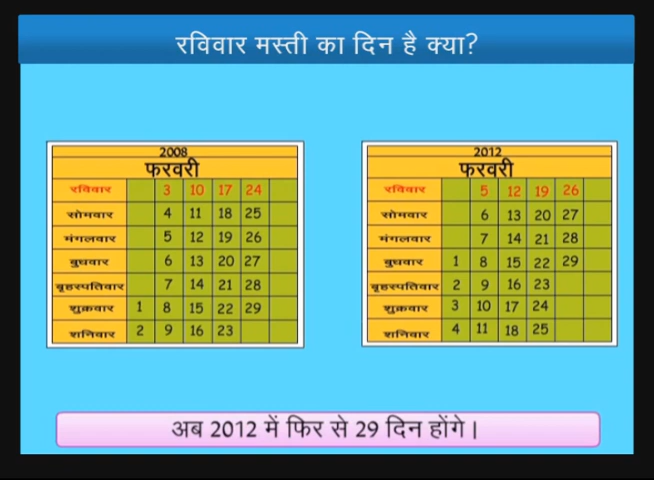 रविवार मस्ती का दिन है क्या?
2008
फरवरी
रविवार 3 10 17 24
सोमवार 4 11 18 25
मंगलवार 5 12 19 26
बुधवार 6 13 20 27
बृहस्पतिवार 7 14 21 28
शुक्रवार 1 8 15 22 29
शनिवार 2 9 16 23
2012
फरवरी
रविवार 5 12 19 26
सोमवार 6 13 20 27
मंगलवार 7 14 21 28
बुधवार 1 8 15 22 29
बृहस्पतिवार 2 9 16 23
शुक्रवार 3 10 17 24
शनिवार 4 11 18 25
अब 2012 में फिर से 29 दिन होंगे |